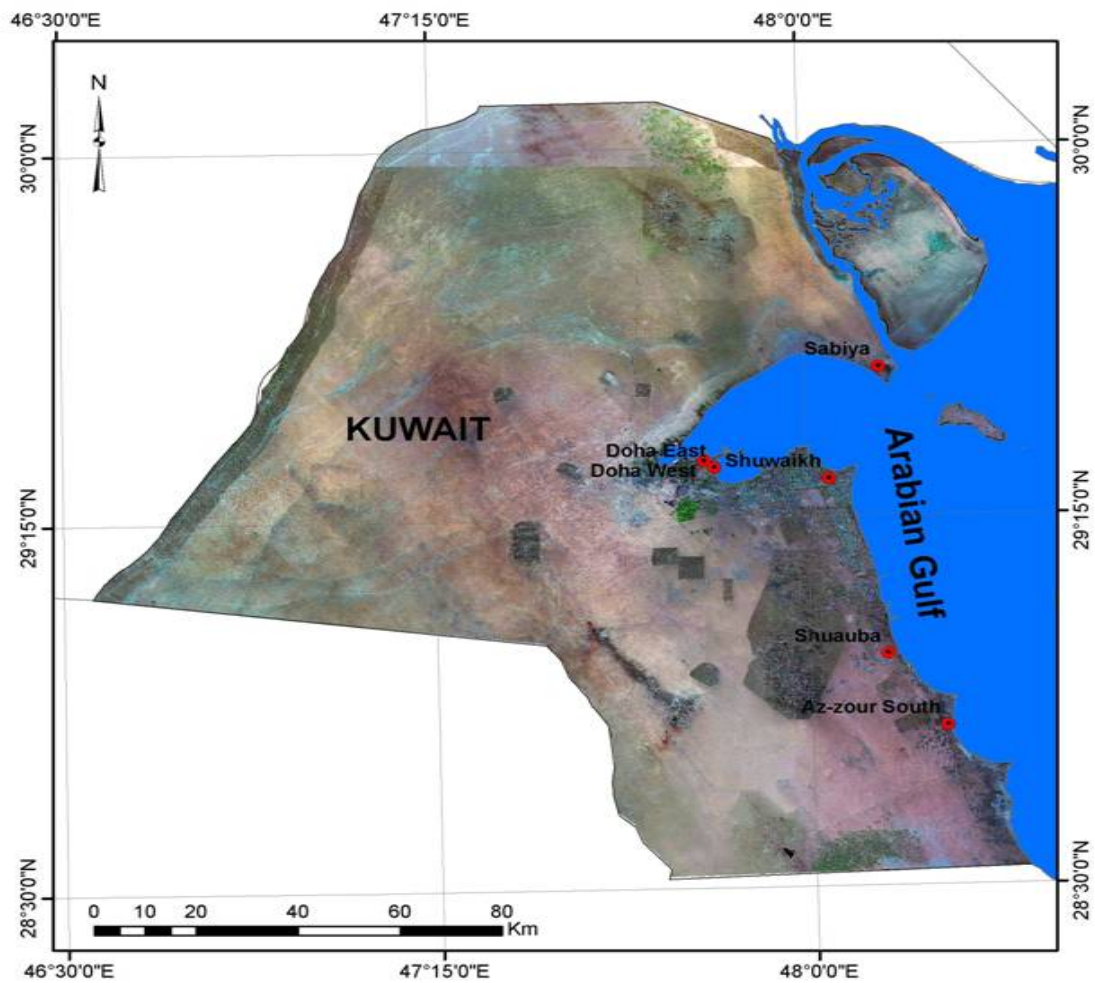 46°30'0"E 47°15'0"E 48°0'0"E
N
30°0'0"N
30°0'0"N
Sabiya
KUWAIT
Arabian Gulf
Doha East
Doha West
Shuwaikh
29°15'0"N
29°15'0"N
Shuauba
Az-zour South
28°30'0"N
28°30'0"N
0 10 20 40 60 80
Km
46°30'0"E 47°15'0"E 48°0'0"E